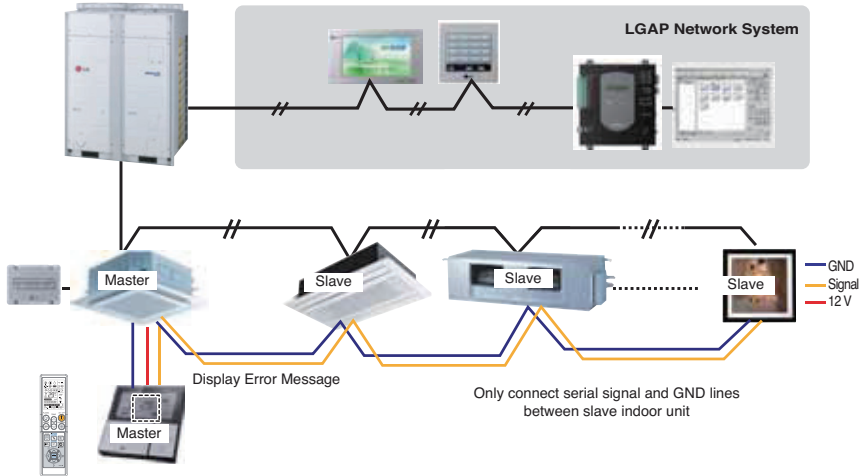 LGAP Network System
Master
Slave
Slave
Slave
GND
Signal
12 V
Display Error Message
Only connect serial signal and GND lines
between slave indoor unit
Master